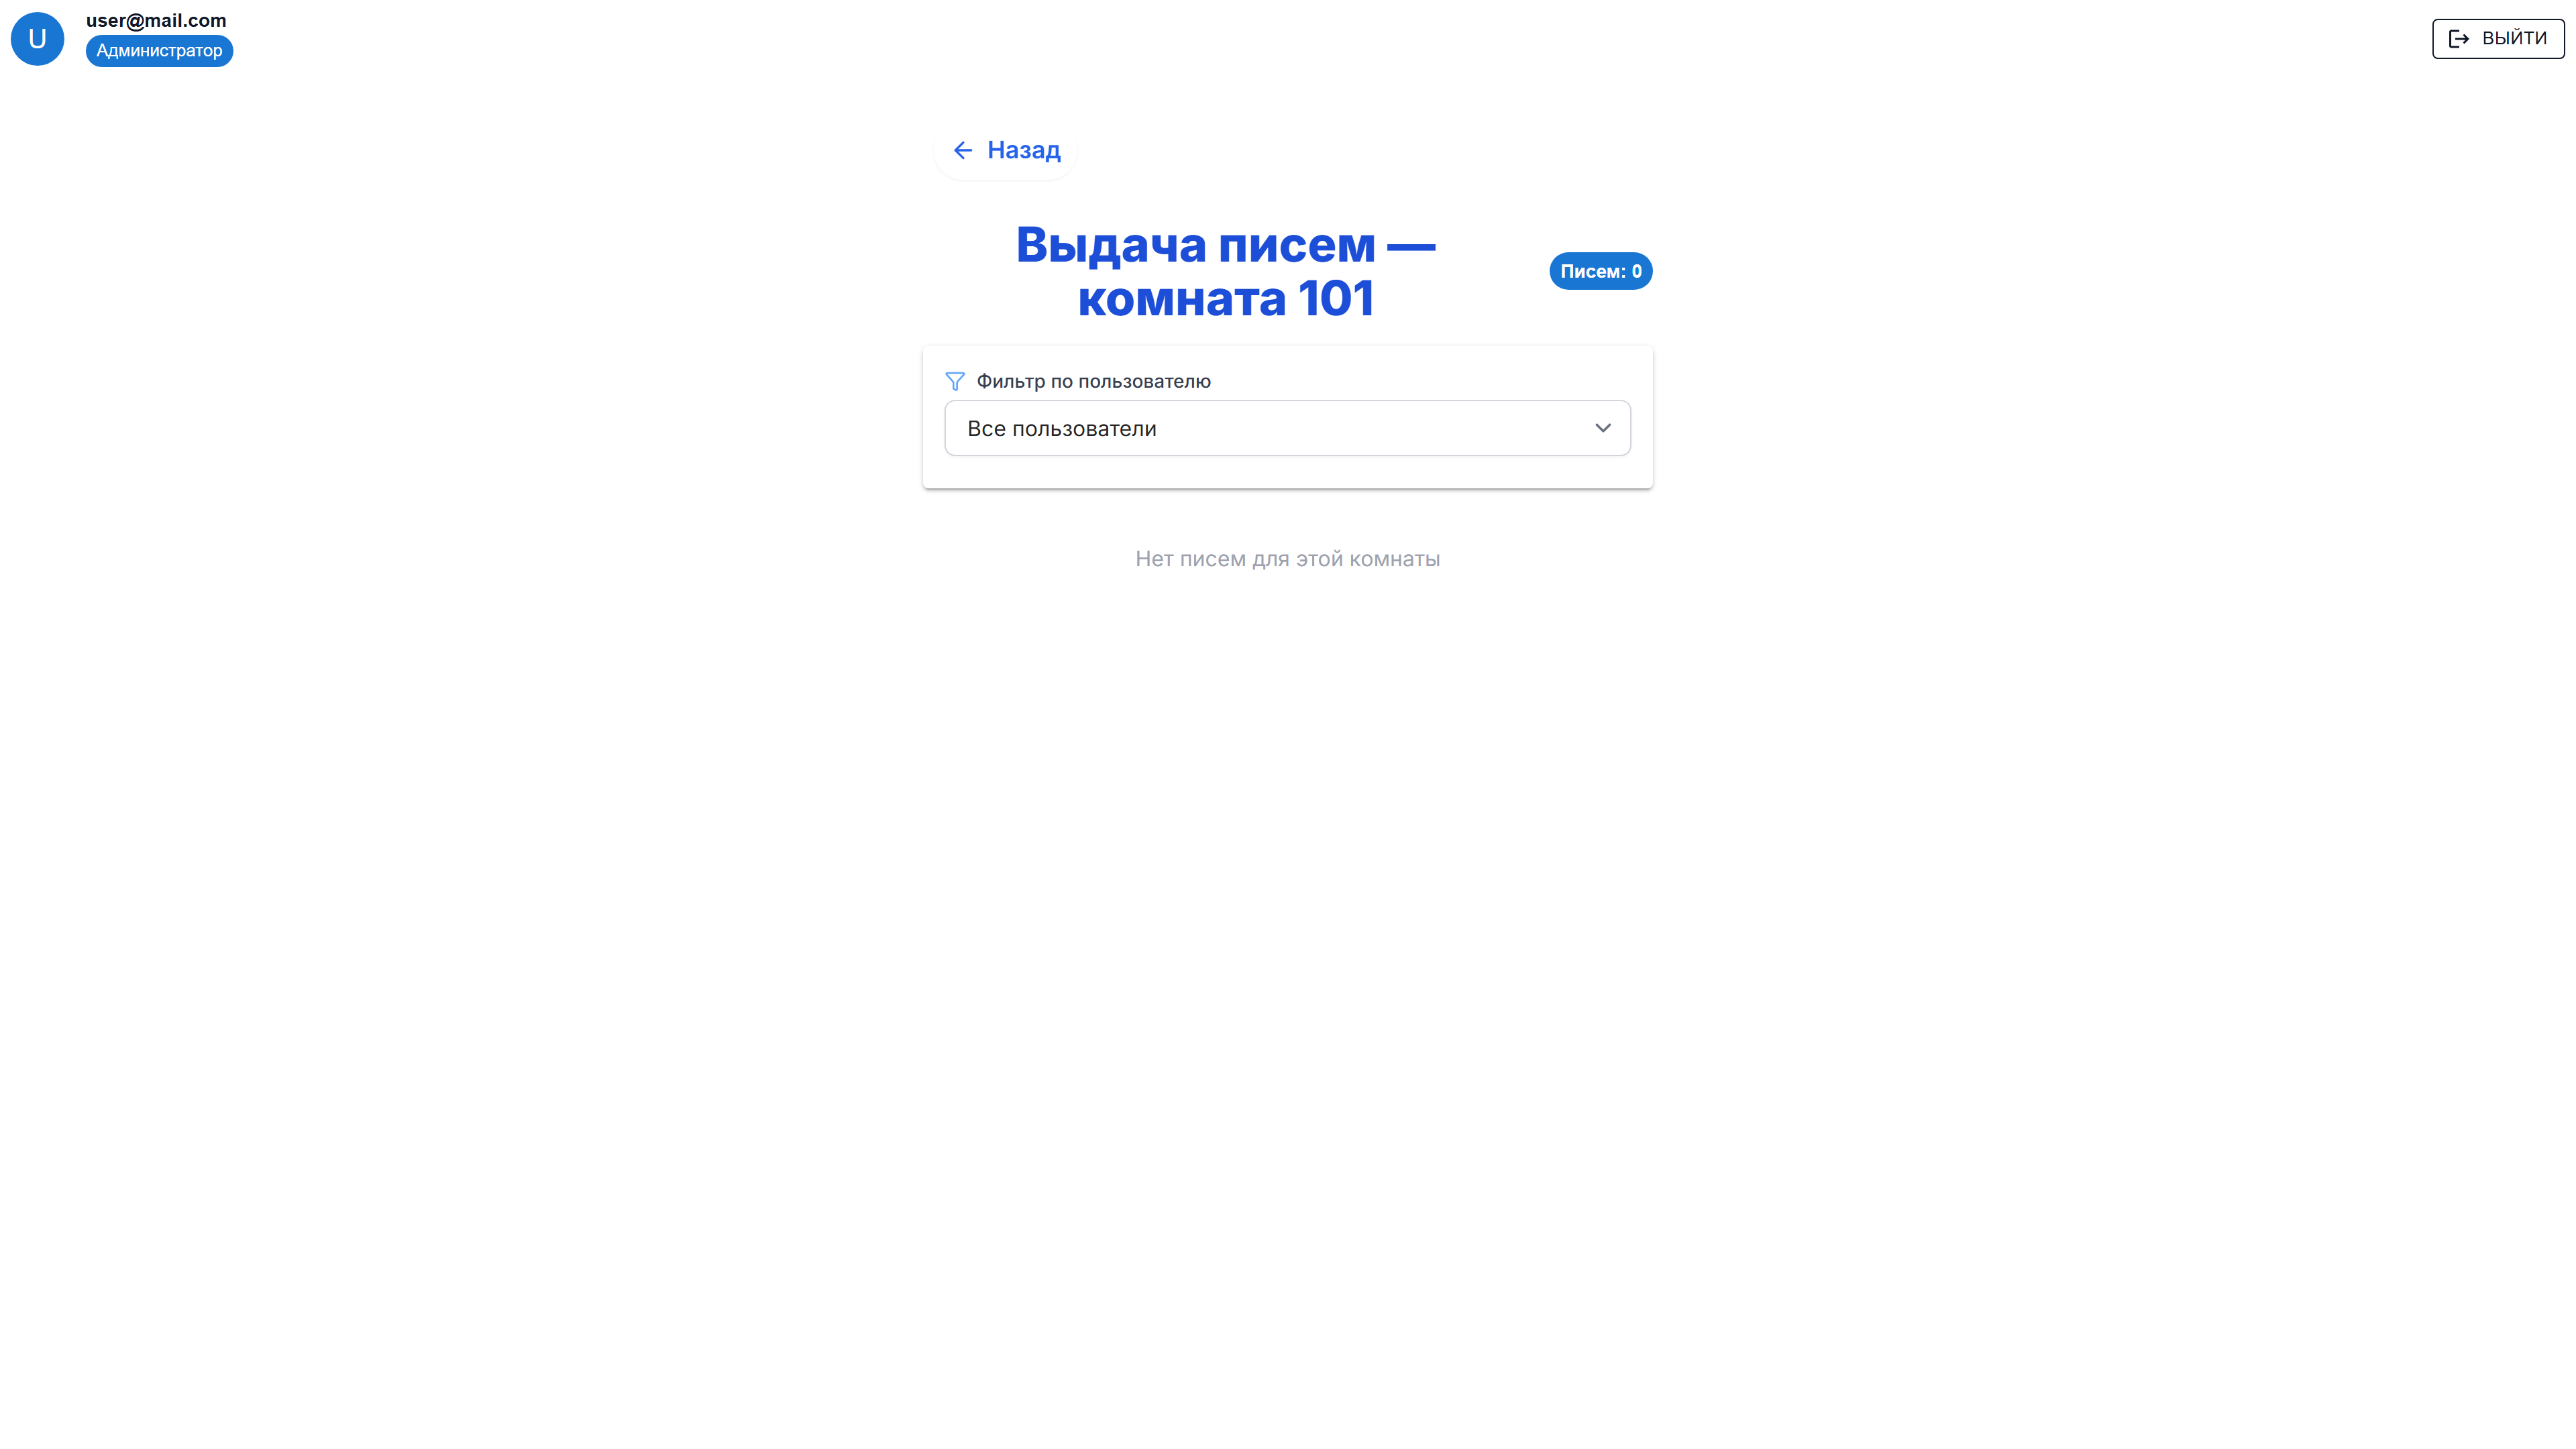 U
user@mail.com
Администратор
ВЫЙТИ
Назад
Выдача писем —
комната 101
Писем: 0
Фильтр по пользователю
Все пользователи
Нет писем для этой комнаты